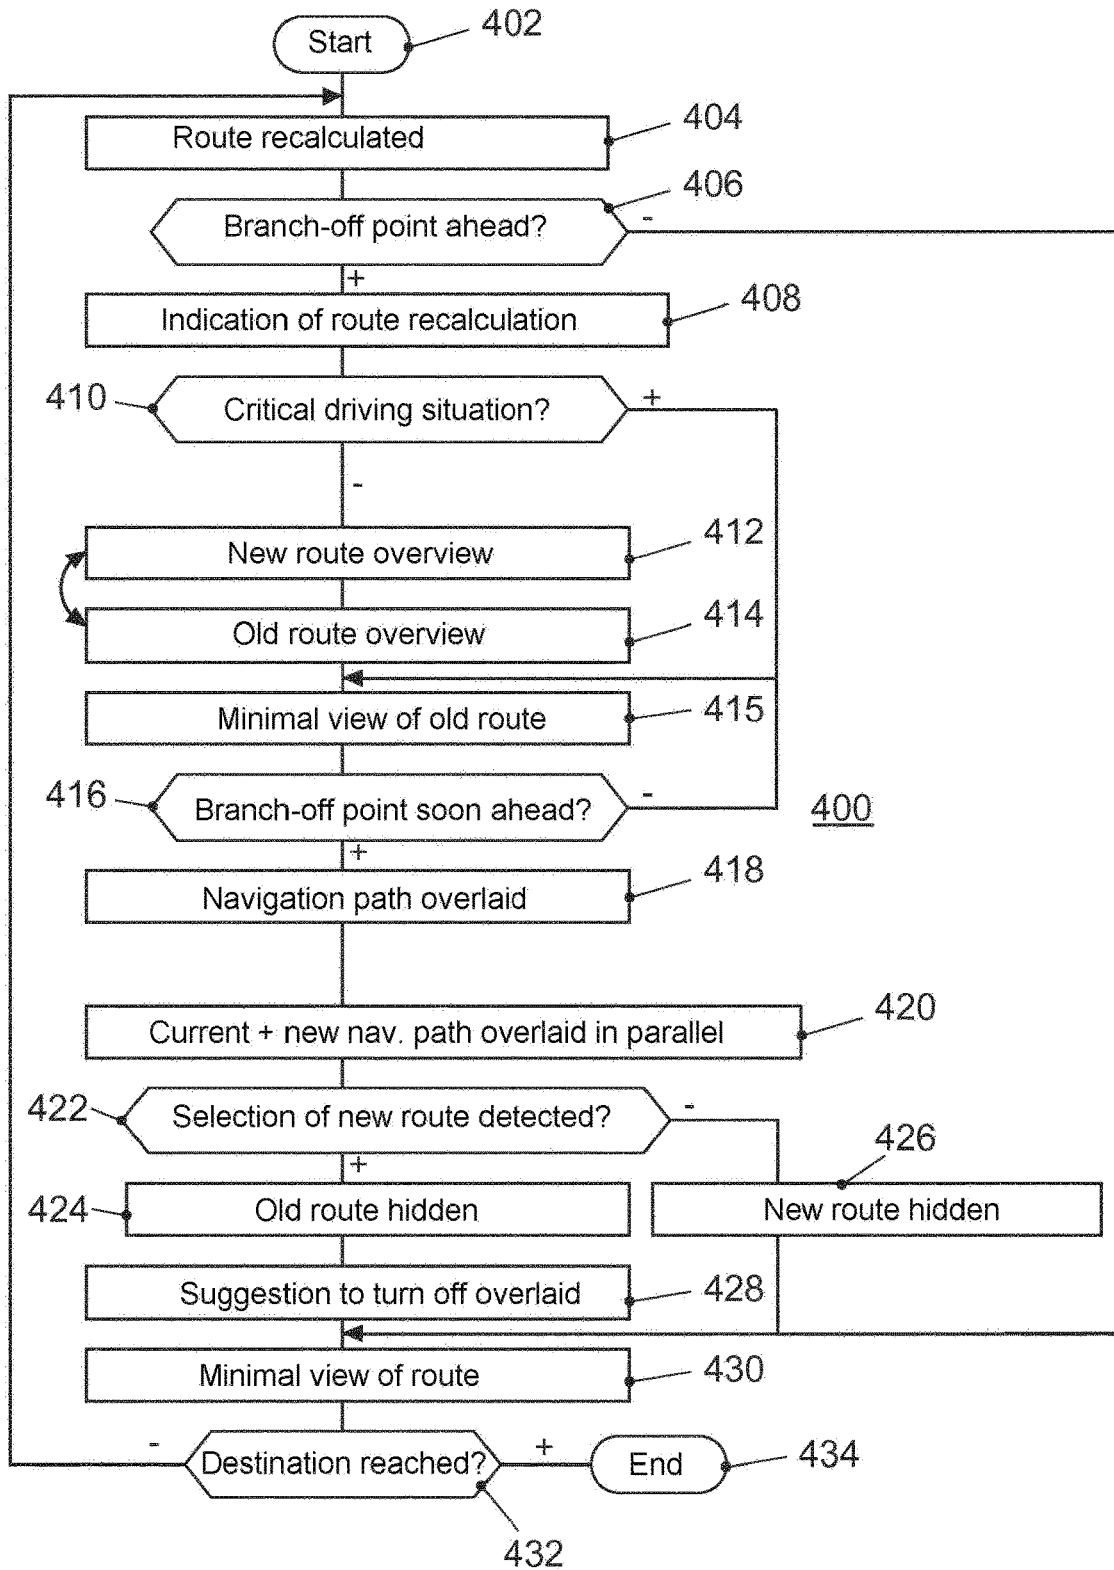 Start
402
Route recalculated
404
Branch-off point ahead?
406
-
+
Indication of route recalculation
408
410
Critical driving situation?
+
-
New route overview
412
Old route overview
414
Minimal view of old route
415
416
Branch-off point soon ahead?
-
400
+
Navigation path overlaid
418
Current + new nav. path overlaid in parallel
420
422
Selection of new route detected?
-
+
426
424
Old route hidden
New route hidden
Suggestion to turn off overlaid
428
Minimal view of route
430
-
Destination reached?
+
End
434
432